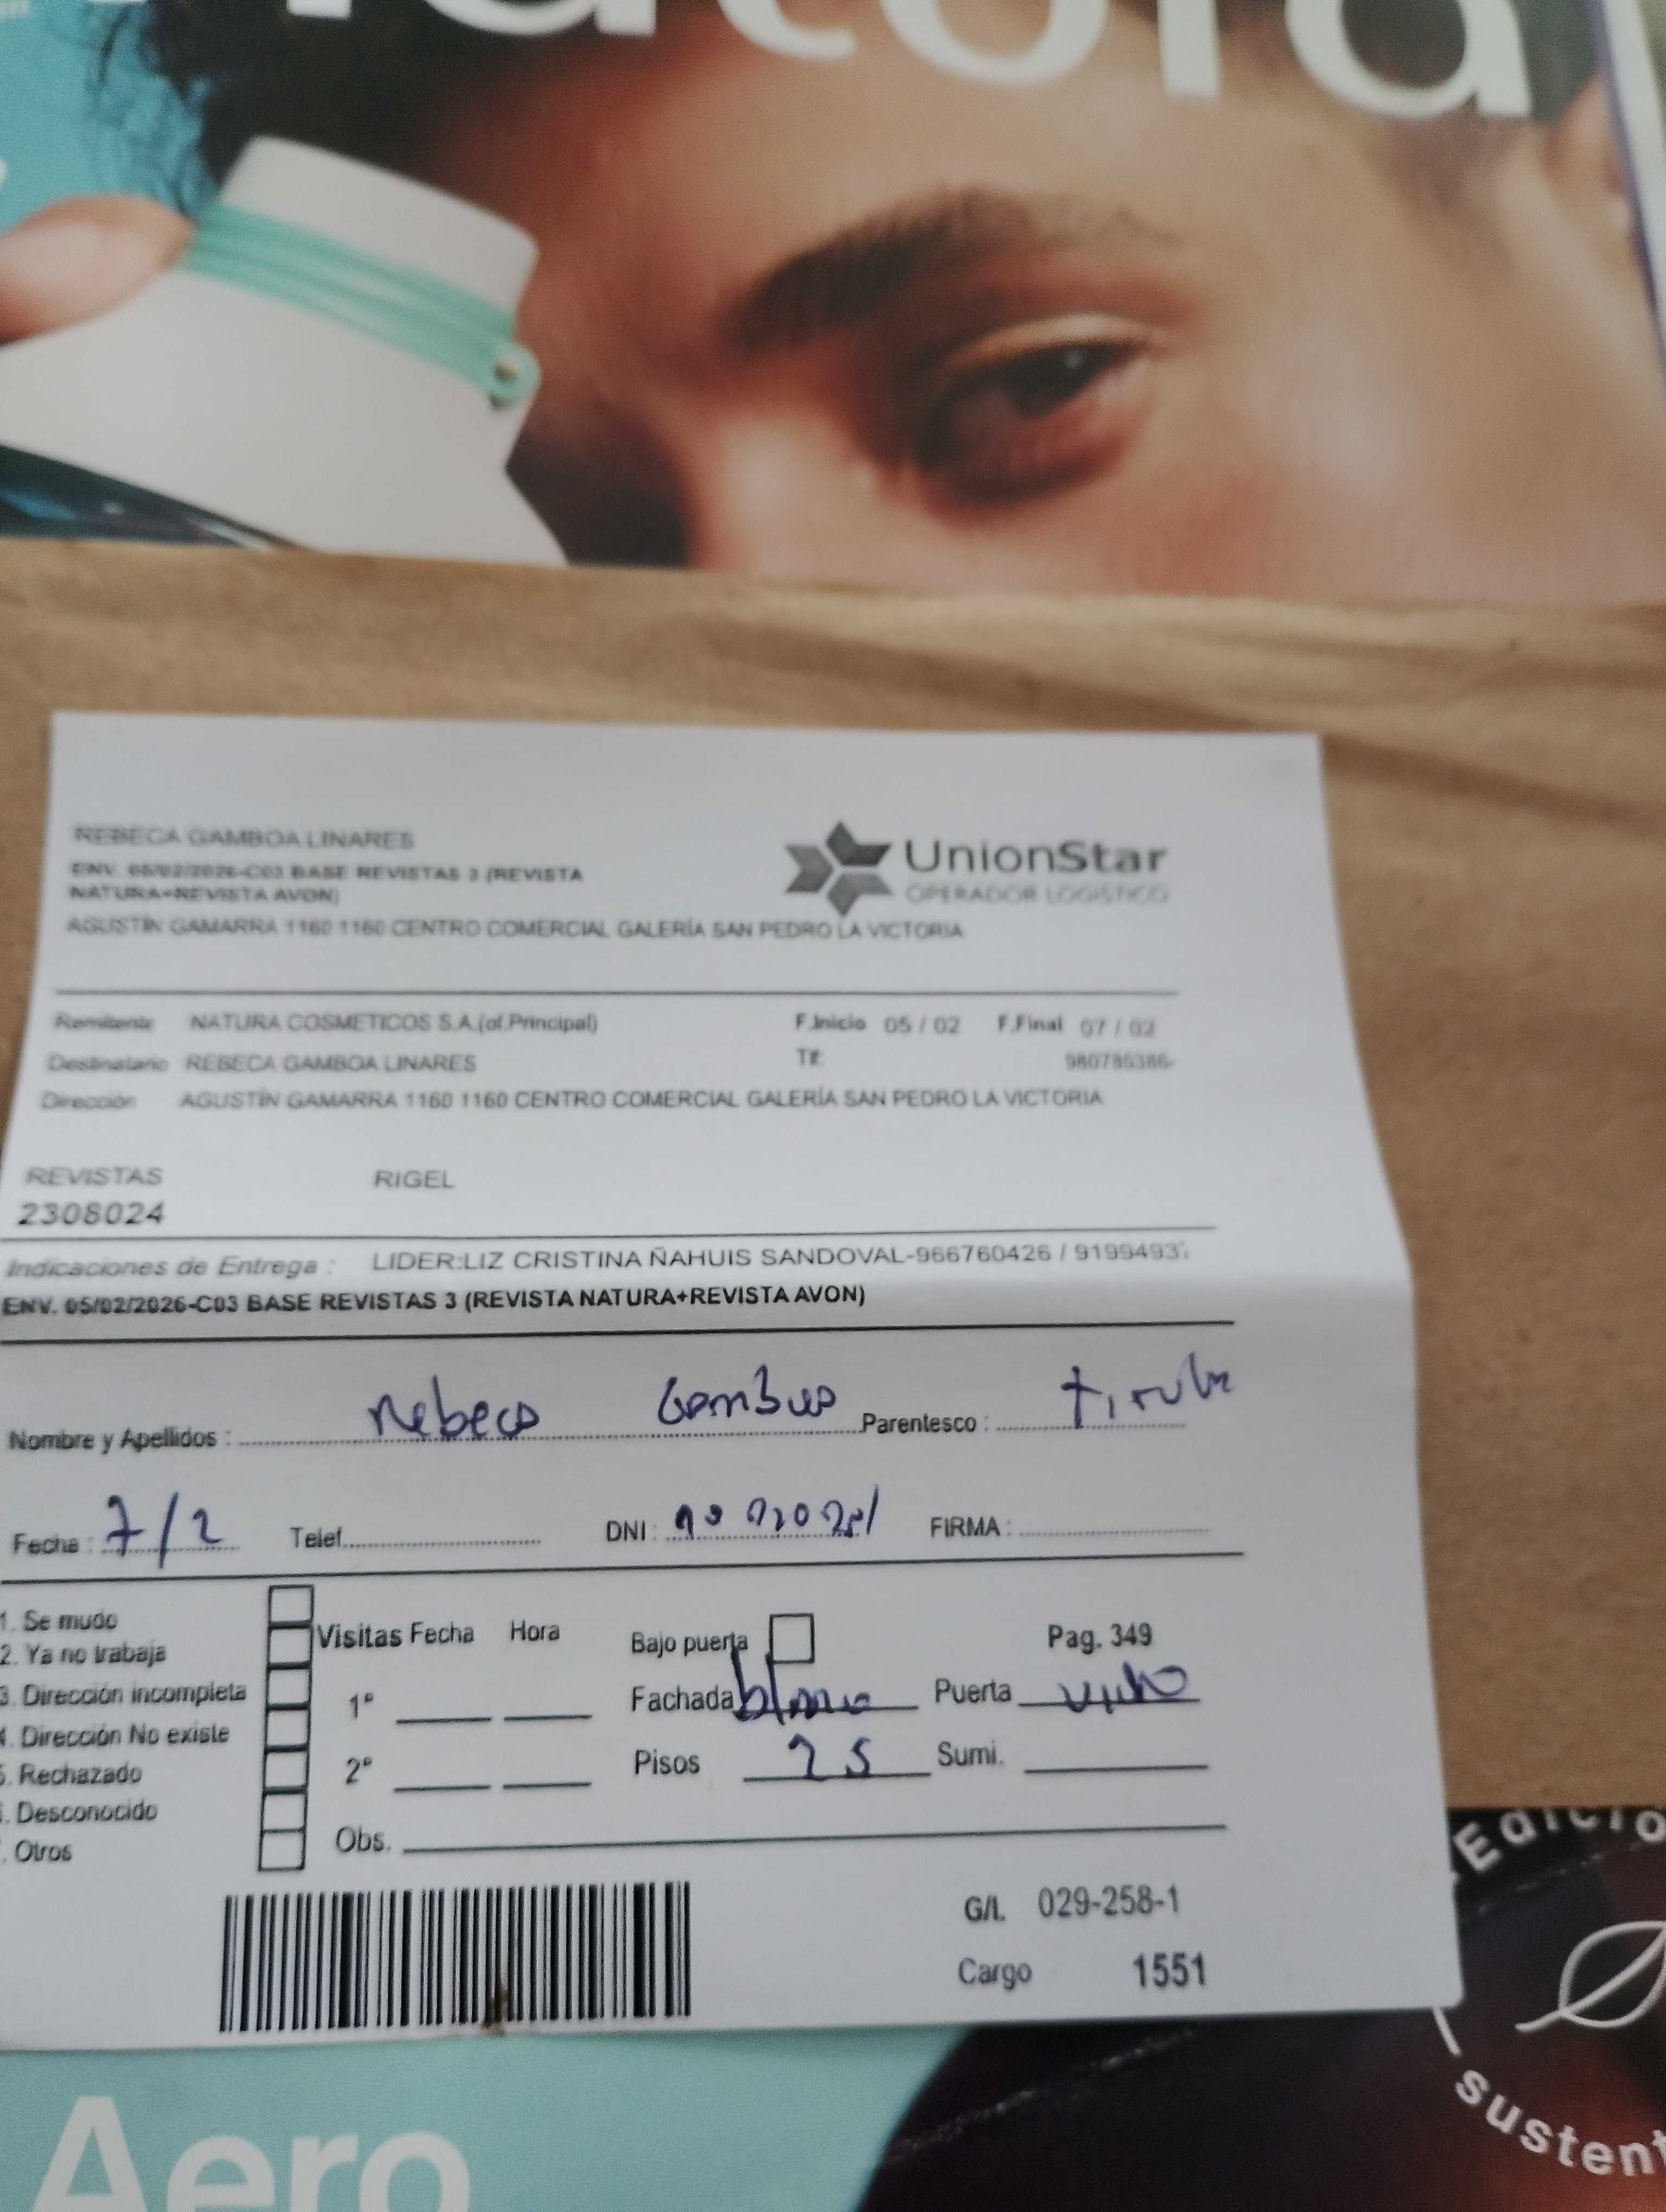 REBECA GAMBOA LINARES
ENV. 05/02/2026-C03 BASE REVISTAS 3 (REVISTA
NATURA+REVISTA AVON)
AGUSTÍN GAMARRA 1160 1160 CENTRO COMERCIAL GALERÍA SAN PEDRO LA VICTORIA
UnionStar
OPERADOR LOGÍSTICO
Remitente NATURA COSMETICOS S.A.(of.Principal) F.Inicio 05 / 02 F.Final 07 / 02
Destinatario REBECA GAMBOA LINARES Tlf. 980785386-
Dirección AGUSTÍN GAMARRA 1160 1160 CENTRO COMERCIAL GALERÍA SAN PEDRO LA VICTORIA
REVISTAS RIGEL
2308024
Indicaciones de Entrega : LIDER:LIZ CRISTINA ÑAHUIS SANDOVAL-966760426 / 91994937
ENV. 05/02/2026-C03 BASE REVISTAS 3 (REVISTA NATURA+REVISTA AVON)
Nombre y Apellidos : Rebeca Parentesco :
Fecha : 7/2 Telef. DNI : FIRMA :
1. Se mudo
2. Ya no trabaja
3. Dirección incompleta
4. Dirección No existe
5. Rechazado
. Desconocido
. Otros
Visitas Fecha Hora
1°
2°
Obs.
Bajo puerta Pag. 349
Fachada Puerta
Pisos 25 Sumi.
G/I. 029-258-1
Cargo 1551
Aero